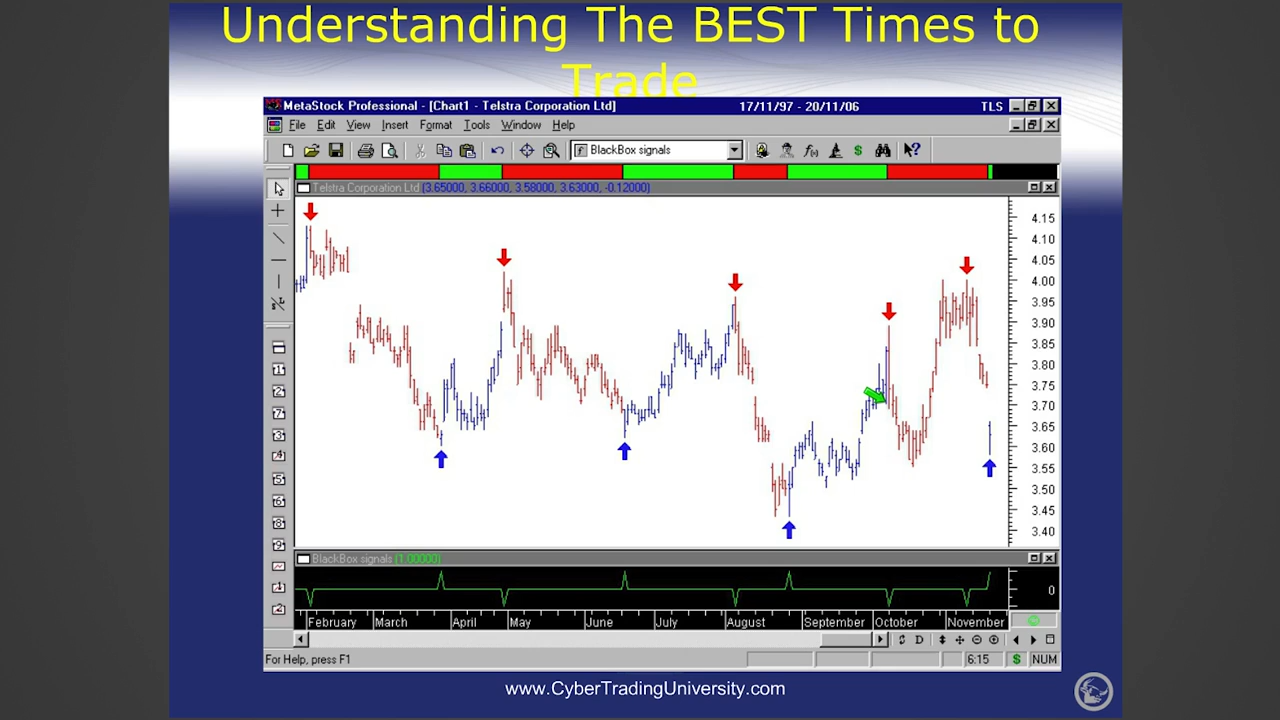 Understanding The BEST Times to
Trade
MetaStock Professional - [Chart1 - Telstra Corporation Ltd] 17/11/97 - 20/11/06 TLS
File Edit View Insert Format Tools Window Help
BlackBox signals
Telstra Corporation Ltd (3.65000, 3.66000, 3.58000, 3.63000, -0.12000)
4.15
4.10
4.05
4.00
3.95
3.90
3.85
3.80
3.75
3.70
3.65
3.60
3.55
3.50
3.45
3.40
BlackBox signals (1.00000)
0
February March April May June July August September October November
For Help, press F1 6:15 $ NUM
www.CyberTradingUniversity.com